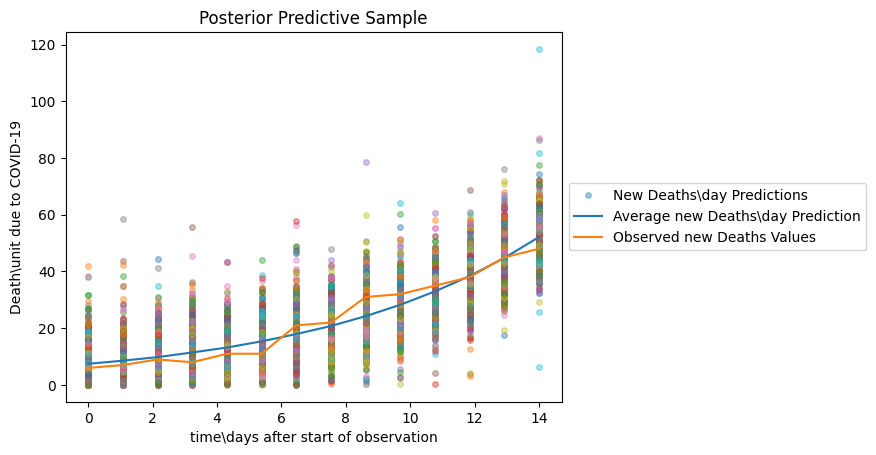 Posterior Predictive Sample
Death\unit due to COVID-19
120
100
80
60
40
20
0
0 2 4 6 8 10 12 14
time\days after start of observation
New Deaths\day Predictions
Average new Deaths\day Prediction
Observed new Deaths Values